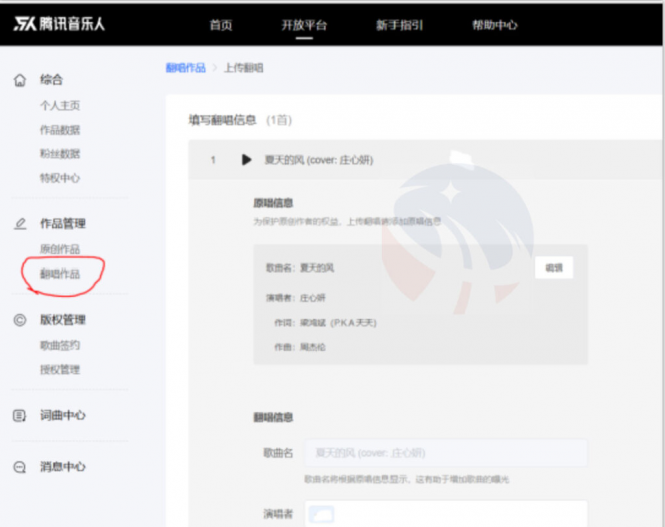 腾讯音乐人
首页 开放平台 新手指引 帮助中心
综合
个人主页
作品数据
粉丝数据
特权中心
作品管理
原创作品
翻唱作品
版权管理
歌曲签约
授权管理
词曲中心
消息中心
翻唱作品 > 上传翻唱
填写翻唱信息 (1首)
1 夏天的风 (cover: 庄心妍)
原唱信息
为保护原创作者的权益，上传翻唱需添加原唱信息
歌曲名：夏天的风
编辑
演唱者：庄心妍
作词：梁鸿斌（P.K.A 天天)
作曲：周杰伦
翻唱信息
歌曲名 夏天的风 (cover: 庄心妍)
歌曲名将根据原唱信息显示，这有助于增加歌曲的曝光
演唱者